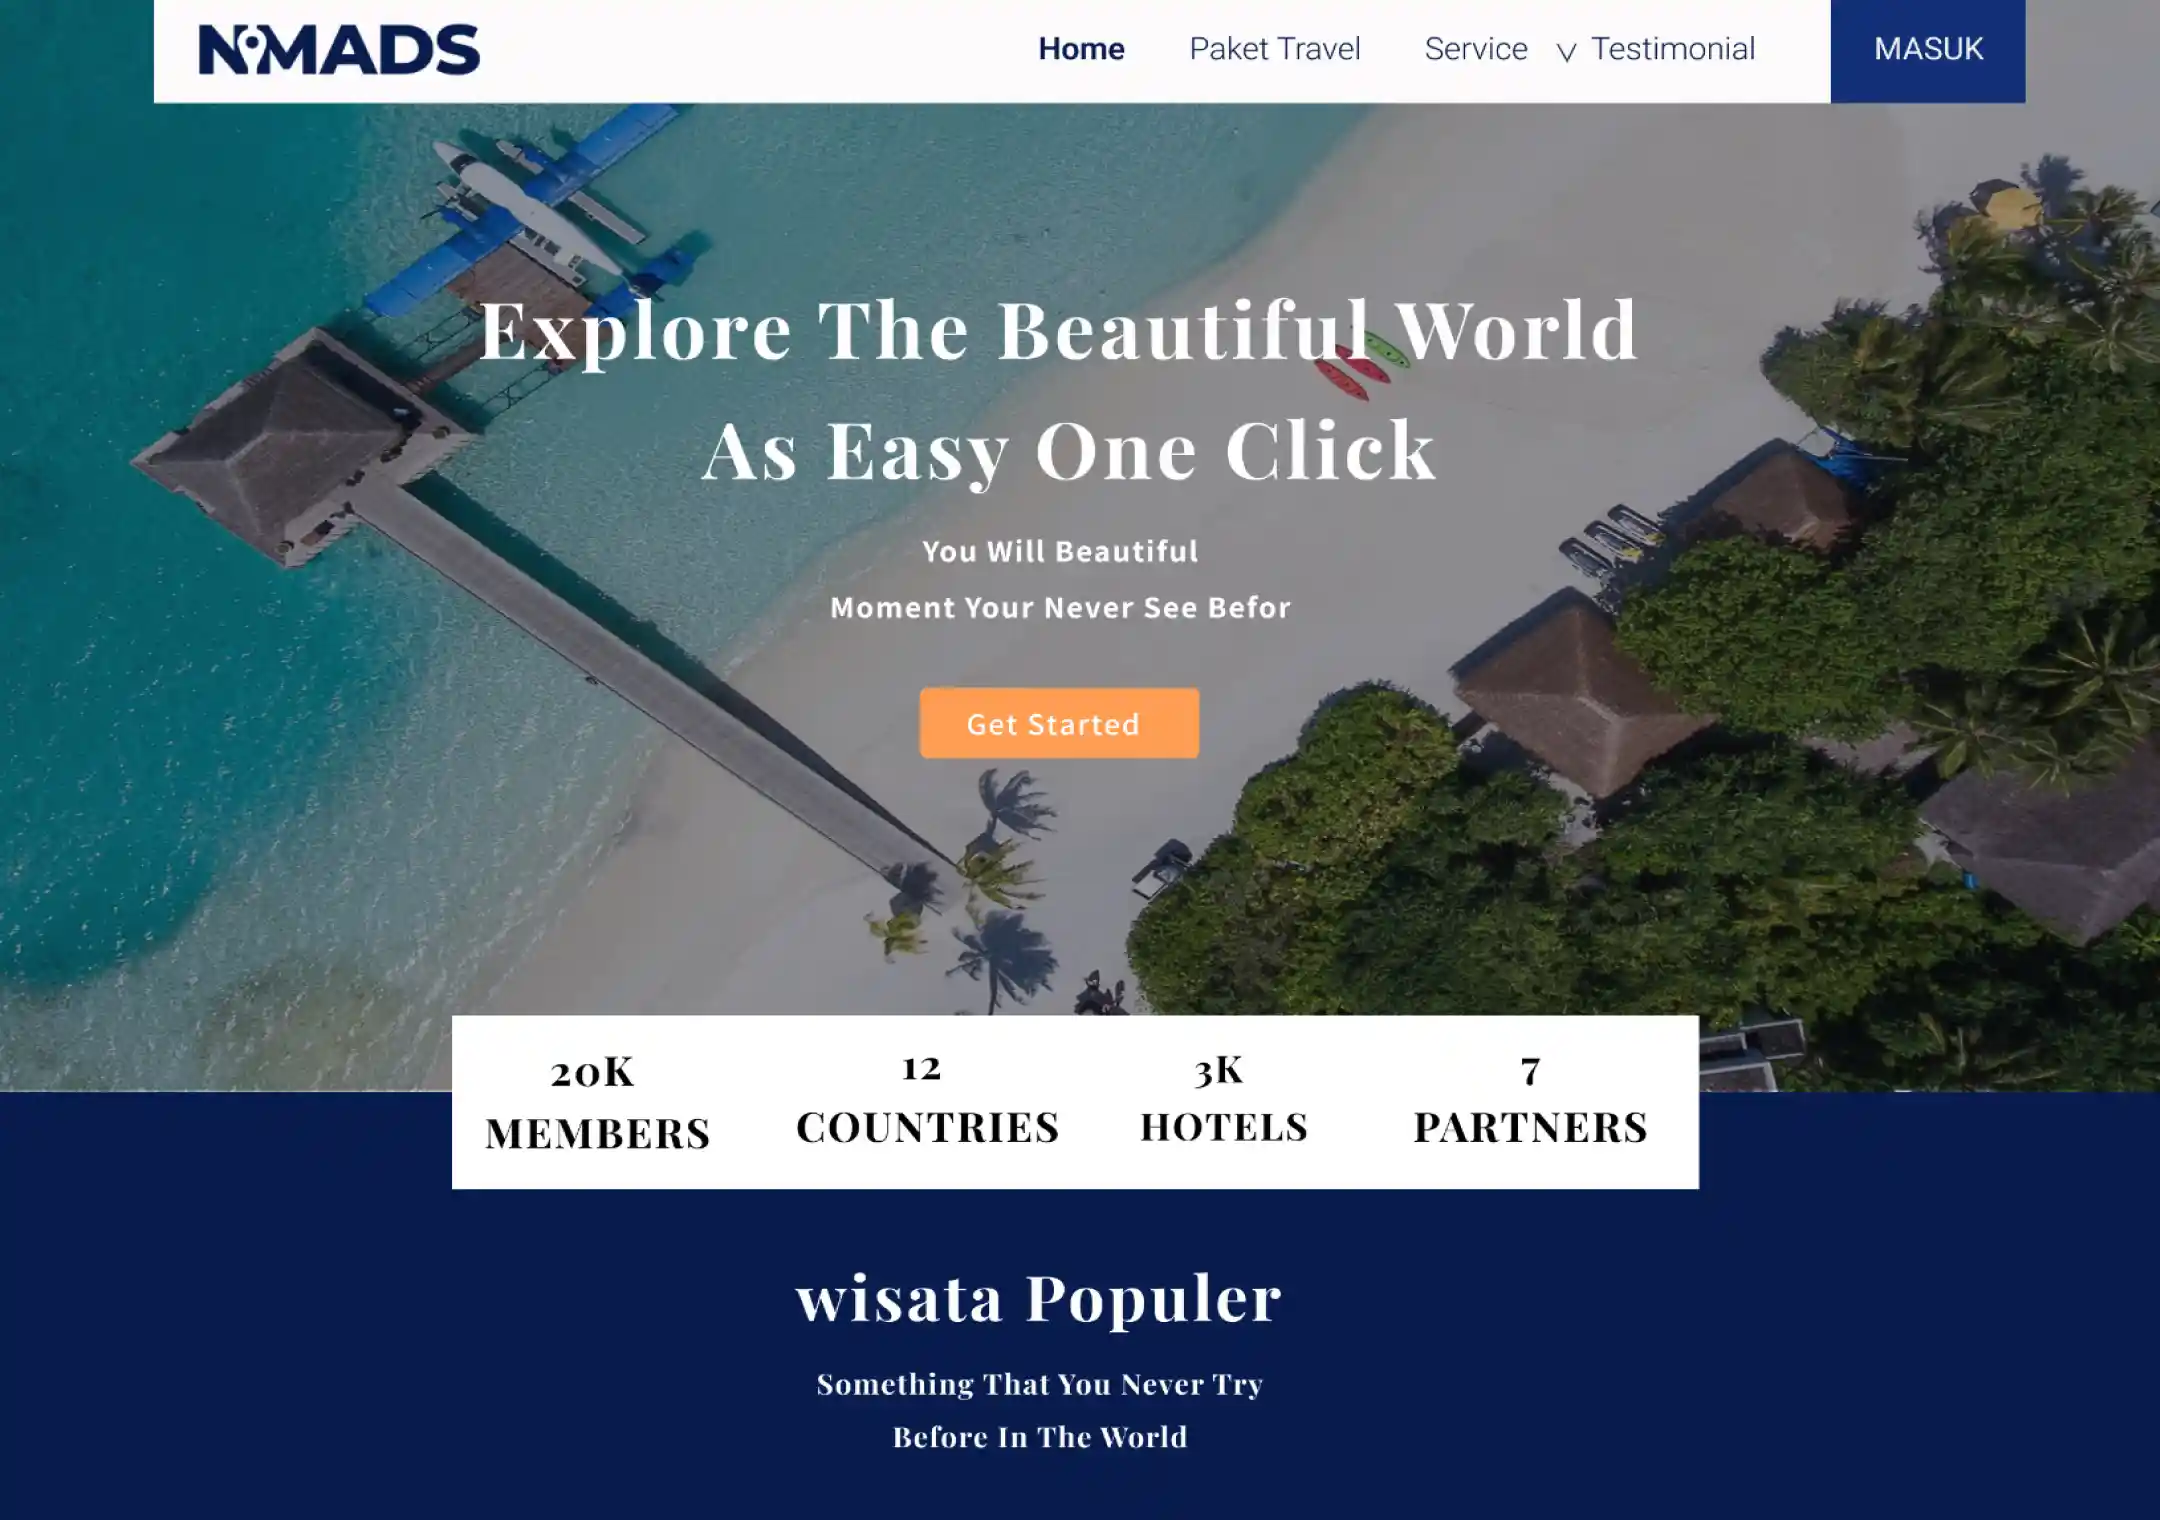 NOMADS
Home Paket Travel Service Testimonial MASUK
Explore The Beautiful World
As Easy One Click
You Will Beautiful
Moment Your Never See Befor
Get Started
20K 12 3K 7
MEMBERS COUNTRIES HOTELS PARTNERS
wisata Populer
Something That You Never Try
Before In The World